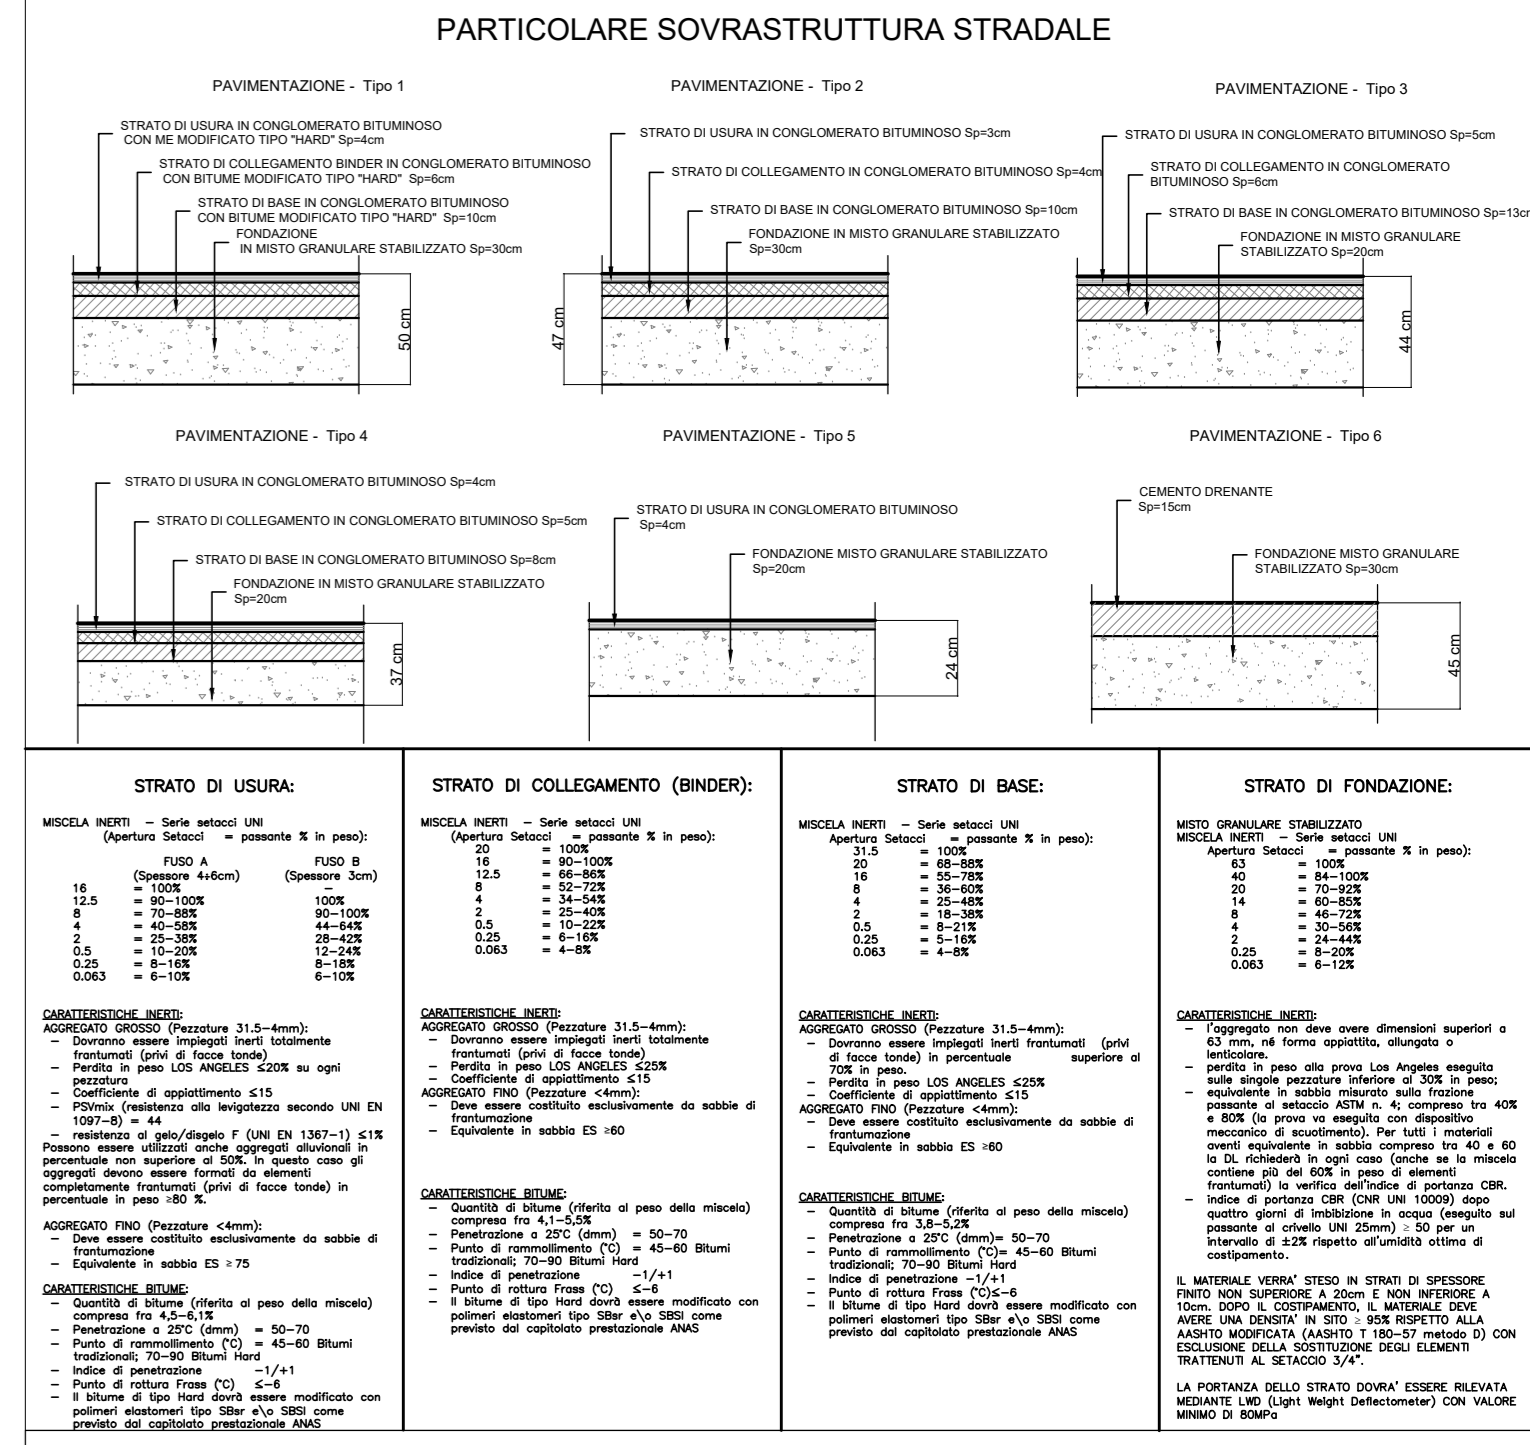 PARTICOLARE SOVRASTRUTTURA STRADALE
PAVIMENTAZIONE - Tipo 1
STRATO DI USURA IN CONGLOMERATO BITUMINOSO
CON ME MODIFICATO TIPO "HARD" Sp=4cm
STRATO DI COLLEGAMENTO BINDER IN CONGLOMERATO BITUMINOSO
CON BITUME MODIFICATO TIPO "HARD" Sp=6cm
STRATO DI BASE IN CONGLOMERATO BITUMINOSO
CON BITUME MODIFICATO TIPO "HARD" Sp=10cm
FONDAZIONE
IN MISTO GRANULARE STABILIZZATO Sp=30cm
50 cm
PAVIMENTAZIONE - Tipo 2
STRATO DI USURA IN CONGLOMERATO BITUMINOSO Sp=3cm
STRATO DI COLLEGAMENTO IN CONGLOMERATO BITUMINOSO Sp=4cm
STRATO DI BASE IN CONGLOMERATO BITUMINOSO Sp=10cm
FONDAZIONE IN MISTO GRANULARE STABILIZZATO
Sp=30cm
47 cm
PAVIMENTAZIONE - Tipo 3
STRATO DI USURA IN CONGLOMERATO BITUMINOSO Sp=5cm
STRATO DI COLLEGAMENTO IN CONGLOMERATO
BITUMINOSO Sp=6cm
STRATO DI BASE IN CONGLOMERATO BITUMINOSO Sp=13c
FONDAZIONE IN MISTO GRANULARE
STABILIZZATO Sp=20cm
44 cm
PAVIMENTAZIONE - Tipo 4
STRATO DI USURA IN CONGLOMERATO BITUMINOSO Sp=4cm
STRATO DI COLLEGAMENTO IN CONGLOMERATO BITUMINOSO Sp=5cm
STRATO DI BASE IN CONGLOMERATO BITUMINOSO Sp=8cm
FONDAZIONE IN MISTO GRANULARE STABILIZZATO
Sp=20cm
37 cm
PAVIMENTAZIONE - Tipo 5
STRATO DI USURA IN CONGLOMERATO BITUMINOSO
Sp=4cm
FONDAZIONE MISTO GRANULARE STABILIZZATO
Sp=20cm
24 cm
PAVIMENTAZIONE - Tipo 6
CEMENTO DRENANTE
Sp=15cm
FONDAZIONE MISTO GRANULARE
STABILIZZATO Sp=30cm
45 cm
STRATO DI USURA:
MISCELA INERTI – Serie setacci UNI
(Apertura Setacci = passante % in peso):
FUSO A FUSO B
(Spessore 4÷6cm) (Spessore 3cm)
16 = 100% –
12.5 = 90–100% 100%
8 = 70–88% 90–100%
4 = 40–58% 44–64%
2 = 25–38% 28–42%
0.5 = 10–20% 12–24%
0.25 = 8–16% 8–18%
0.063 = 6–10% 6–10%
CARATTERISTICHE INERTI:
AGGREGATO GROSSO (Pezzature 31.5–4mm):
– Dovranno essere impiegati inerti totalmente
frantumati (privi di facce tonde)
– Perdita in peso LOS ANGELES ≤20% su ogni
pezzatura
– Coefficiente di appiattimento ≤15
– PSVmix (resistenza alla levigatezza secondo UNI EN
1097–8) = 44
– resistenza al gelo/disgelo F (UNI EN 1367–1) ≤1%
Possono essere utilizzati anche aggregati alluvionali in
percentuale non superiore al 50%. In questo caso gli
aggregati devono essere formati da elementi
completamente frantumati (privi di facce tonde) in
percentuale in peso ≥80 %.
AGGREGATO FINO (Pezzature <4mm):
– Deve essere costituito esclusivamente da sabbie di
frantumazione
– Equivalente in sabbia ES ≥75
CARATTERISTICHE BITUME:
– Quantità di bitume (riferita al peso della miscela)
compresa fra 4,5–6,1%
– Penetrazione a 25°C (dmm) = 50–70
– Punto di rammollimento (°C) = 45–60 Bitumi
tradizionali; 70–90 Bitumi Hard
– Indice di penetrazione –1/+1
– Punto di rottura Frass (°C) ≤–6
– Il bitume di tipo Hard dovrà essere modificato con
polimeri elastomeri tipo SBsr e\o SBSl come
previsto dal capitolato prestazionale ANAS
STRATO DI COLLEGAMENTO (BINDER):
MISCELA INERTI – Serie setacci UNI
(Apertura Setacci = passante % in peso):
20 = 100%
16 = 90–100%
12.5 = 66–86%
8 = 52–72%
4 = 34–54%
2 = 25–40%
0.5 = 10–22%
0.25 = 6–16%
0.063 = 4–8%
CARATTERISTICHE INERTI:
AGGREGATO GROSSO (Pezzature 31.5–4mm):
– Dovranno essere impiegati inerti totalmente
frantumati (privi di facce tonde)
– Perdita in peso LOS ANGELES ≤25%
– Coefficiente di appiattimento ≤15
AGGREGATO FINO (Pezzature <4mm):
– Deve essere costituito esclusivamente da sabbie di
frantumazione
– Equivalente in sabbia ES ≥60
CARATTERISTICHE BITUME:
– Quantità di bitume (riferita al peso della miscela)
compresa fra 4,1–5,5%
– Penetrazione a 25°C (dmm) = 50–70
– Punto di rammollimento (°C) = 45–60 Bitumi
tradizionali; 70–90 Bitumi Hard
– Indice di penetrazione –1/+1
– Punto di rottura Frass (°C) ≤–6
– Il bitume di tipo Hard dovrà essere modificato con
polimeri elastomeri tipo SBsr e\o SBSl come
previsto dal capitolato prestazionale ANAS
STRATO DI BASE:
MISCELA INERTI – Serie setacci UNI
Apertura Setacci = passante % in peso):
31.5 = 100%
20 = 68–88%
16 = 55–78%
8 = 36–60%
4 = 25–48%
2 = 18–38%
0.5 = 8–21%
0.25 = 5–16%
0.063 = 4–8%
CARATTERISTICHE INERTI:
AGGREGATO GROSSO (Pezzature 31.5–4mm):
– Dovranno essere impiegati inerti frantumati (privi
di facce tonde) in percentuale superiore al
70% in peso.
– Perdita in peso LOS ANGELES ≤25%
– Coefficiente di appiattimento ≤15
AGGREGATO FINO (Pezzature <4mm):
– Deve essere costituito esclusivamente da sabbie di
frantumazione
– Equivalente in sabbia ES ≥60
CARATTERISTICHE BITUME:
– Quantità di bitume (riferita al peso della miscela)
compresa fra 3,8–5,2%
– Penetrazione a 25°C (dmm)= 50–70
– Punto di rammollimento (°C)= 45–60 Bitumi
tradizionali; 70–90 Bitumi Hard
– Indice di penetrazione –1/+1
– Punto di rottura Frass (°C)≤–6
– Il bitume di tipo Hard dovrà essere modificato con
polimeri elastomeri tipo SBsr e\o SBSl come
previsto dal capitolato prestazionale ANAS
STRATO DI FONDAZIONE:
MISTO GRANULARE STABILIZZATO
MISCELA INERTI – Serie setacci UNI
Apertura Setacci = passante % in peso):
63 = 100%
40 = 84–100%
20 = 70–92%
14 = 60–85%
8 = 46–72%
4 = 30–56%
2 = 24–44%
0.25 = 8–20%
0.063 = 6–12%
CARATTERISTICHE INERTI:
– l'aggregato non deve avere dimensioni superiori a
63 mm, né forma appiattita, allungata o
lenticolare.
– perdita in peso alla prova Los Angeles eseguita
sulle singole pezzature inferiore al 30% in peso;
– equivalente in sabbia misurato sulla frazione
passante al setaccio ASTM n. 4; compreso tra 40%
e 80% (la prova va eseguita con dispositivo
meccanico di scuotimento). Per tutti i materiali
aventi equivalente in sabbia compreso tra 40 e 60
la DL richiederà in ogni caso (anche se la miscela
contiene più del 60% in peso di elementi
frantumati) la verifica dell'indice di portanza CBR.
– indice di portanza CBR (CNR UNI 10009) dopo
quattro giorni di imbibizione in acqua (eseguito sul
passante al crivello UNI 25mm) ≥ 50 per un
intervallo di ±2% rispetto all'umidità ottima di
costipamento.
IL MATERIALE VERRA' STESO IN STRATI DI SPESSORE
FINITO NON SUPERIORE A 20cm E NON INFERIORE A
10cm. DOPO IL COSTIPAMENTO, IL MATERIALE DEVE
AVERE UNA DENSITA' IN SITO ≥ 95% RISPETTO ALLA
AASHTO MODIFICATA (AASHTO T 180–57 metodo D) CON
ESCLUSIONE DELLA SOSTITUZIONE DEGLI ELEMENTI
TRATTENUTI AL SETACCIO 3/4".
LA PORTANZA DELLO STRATO DOVRA' ESSERE RILEVATA
MEDIANTE LWD (Light Weight Deflectometer) CON VALORE
MINIMO DI 80MPa